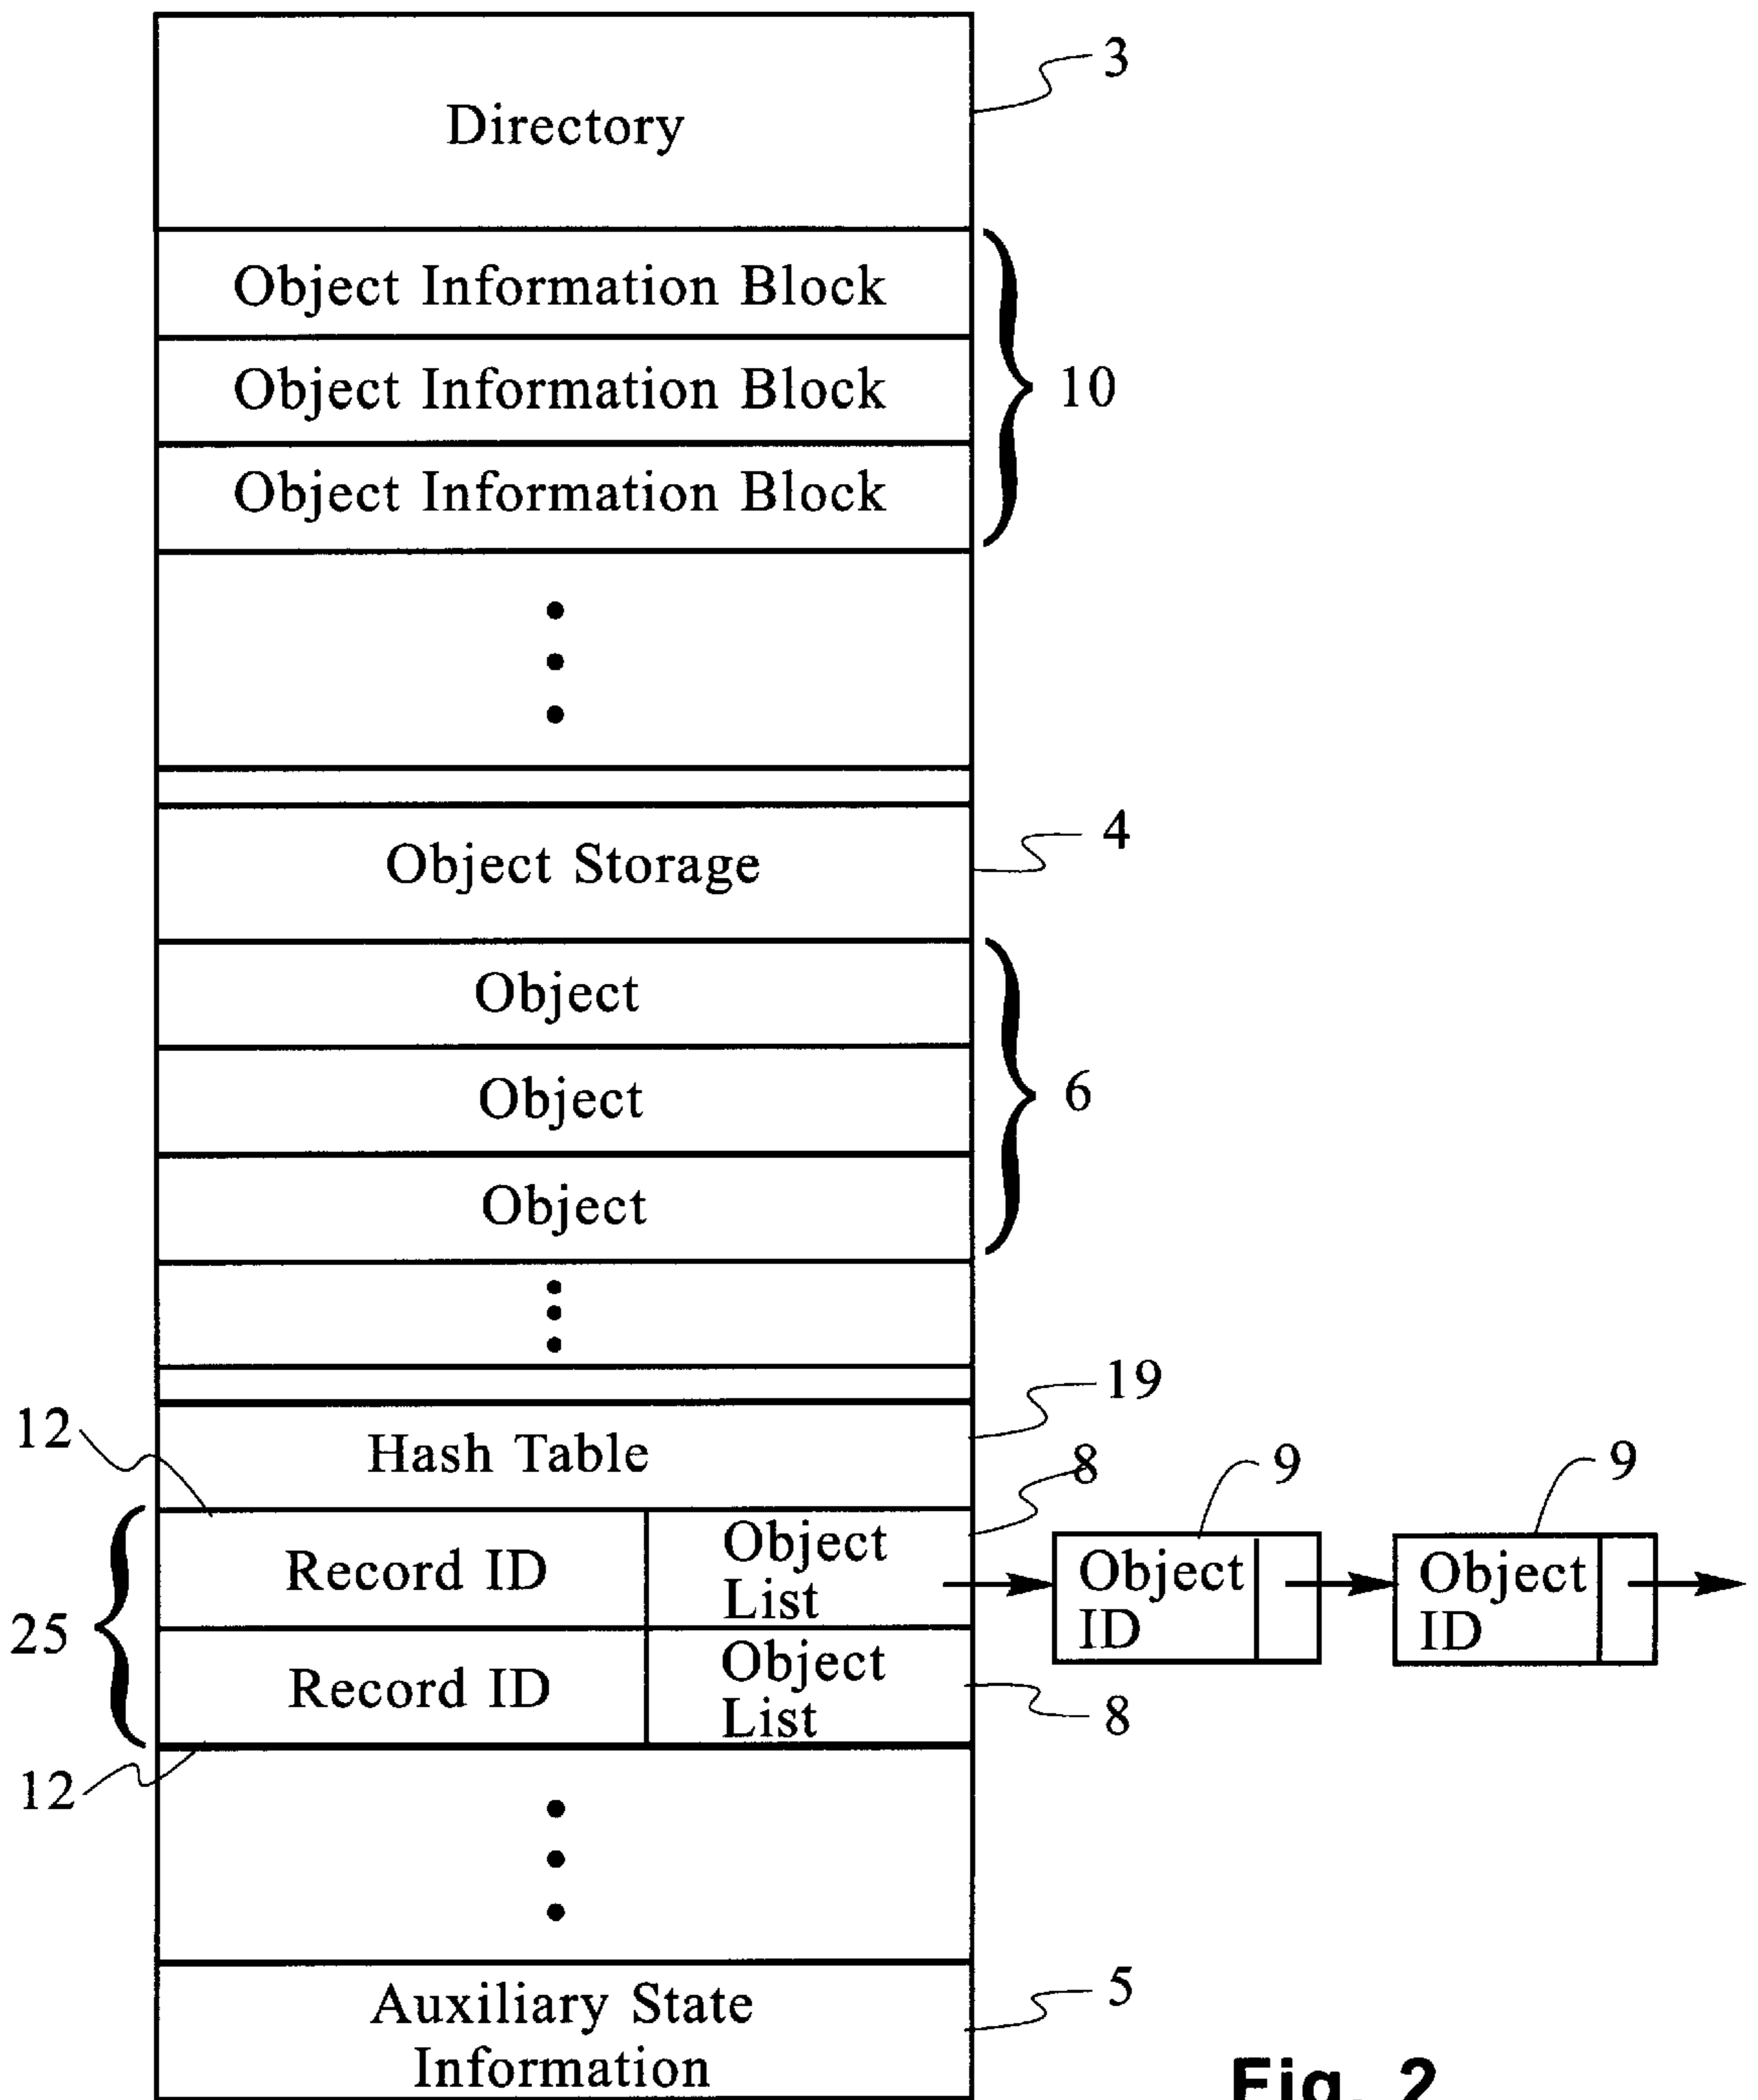 3
Directory
Object Information Block
Object Information Block
10
Object Information Block
4
Object Storage
Object
Object
6
Object
19
12
Hash Table
8
9
9
Record ID
Object
List
Object
ID
Object
ID
25
Record ID
Object
List
8
12
5
Auxiliary State
Information
Fig. 2